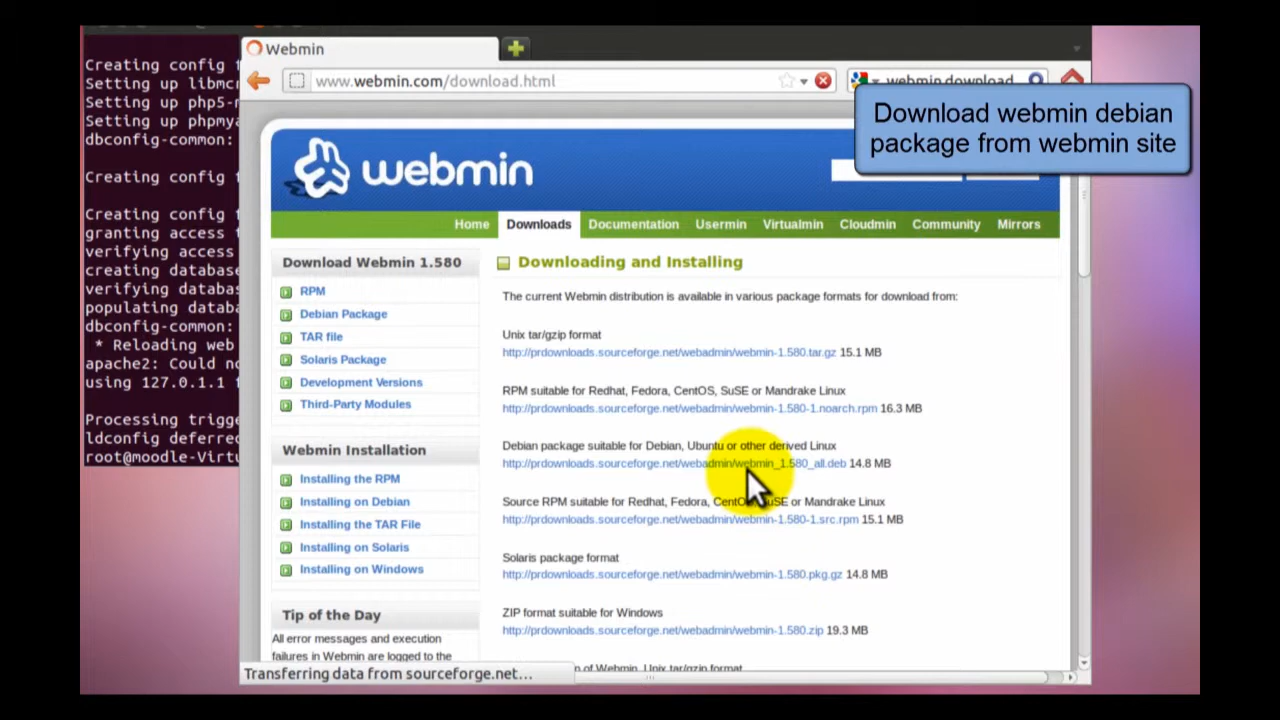 Creating config f
Setting up libmcr
Setting up php5-m
Setting up phpmya
dbconfig-common:
Creating config f
Creating config f
granting access t
verifying access
creating database
verifying databas
populating databa
dbconfig-common:
* Reloading web
apache2: Could no
using 127.0.1.1 f
Processing trigge
ldconfig deferred
root@moodle-Virtu
Webmin
www.webmin.com/download.html
webmin download
Download webmin debian
package from webmin site
webmin
Home Downloads Documentation Usermin Virtualmin Cloudmin Community Mirrors
Download Webmin 1.580
RPM
Debian Package
TAR file
Solaris Package
Development Versions
Third-Party Modules
Webmin Installation
Installing the RPM
Installing on Debian
Installing the TAR File
Installing on Solaris
Installing on Windows
Tip of the Day
All error messages and execution
failures in Webmin are logged to the
Downloading and Installing
The current Webmin distribution is available in various package formats for download from:
Unix tar/gzip format
http://prdownloads.sourceforge.net/webadmin/webmin-1.580.tar.gz 15.1 MB
RPM suitable for Redhat, Fedora, CentOS, SuSE or Mandrake Linux
http://prdownloads.sourceforge.net/webadmin/webmin-1.580-1.noarch.rpm 16.3 MB
Debian package suitable for Debian, Ubuntu or other derived Linux
http://prdownloads.sourceforge.net/webadmin/webmin_1.580_all.deb 14.8 MB
Source RPM suitable for Redhat, Fedora, CentOS, SuSE or Mandrake Linux
http://prdownloads.sourceforge.net/webadmin/webmin-1.580-1.src.rpm 15.1 MB
Solaris package format
http://prdownloads.sourceforge.net/webadmin/webmin-1.580.pkg.gz 14.8 MB
ZIP format suitable for Windows
http://prdownloads.sourceforge.net/webadmin/webmin-1.580.zip 19.3 MB
of Webmin, Unix tar/gzip format
Transferring data from sourceforge.net...